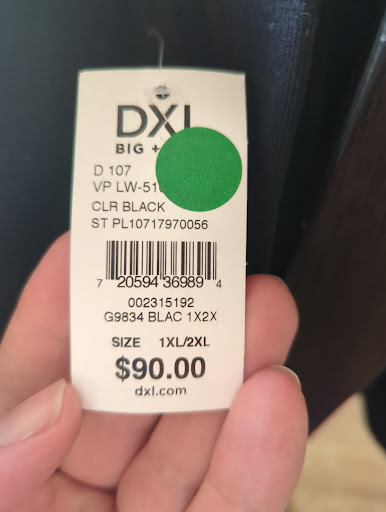 DXL
BIG +
D 107
VP LW-510
CLR BLACK
ST PL10717970056
7 20594 36989 4
002315192
G9834 BLAC 1X2X
SIZE 1XL/2XL
$90.00
dxl.com